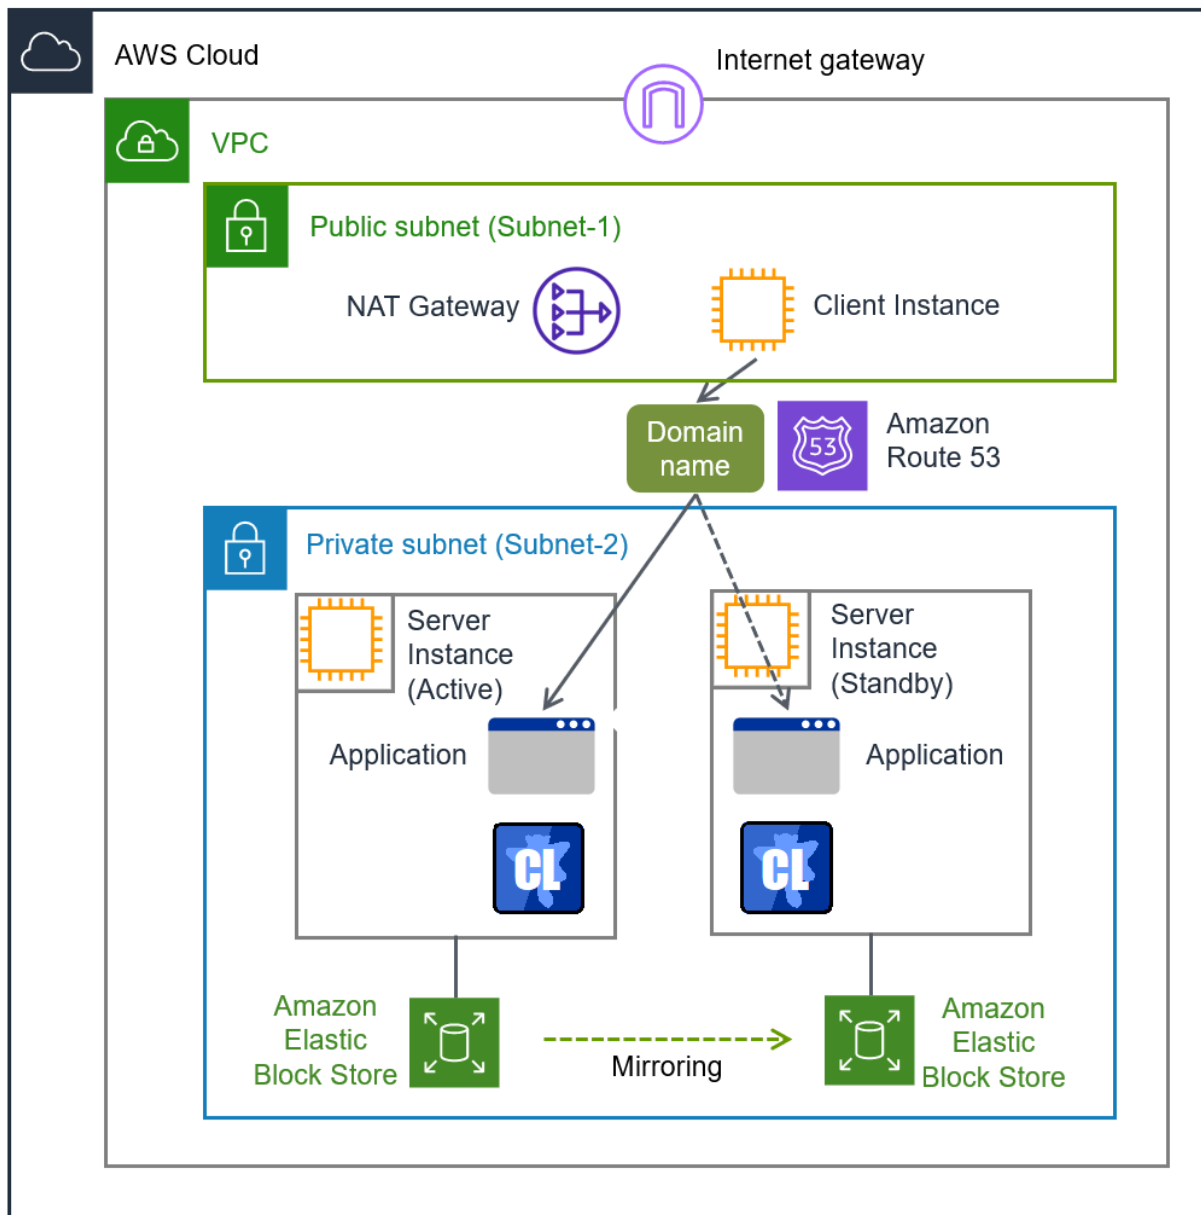 AWS Cloud
Internet gateway
VPC
Public subnet (Subnet-1)
NAT Gateway
Client Instance
Domain
name
53
Amazon
Route 53
Private subnet (Subnet-2)
Server
Instance
(Active)
Server
Instance
(Standby)
Application
Application
CL
CL
Amazon
Elastic
Block Store
Mirroring
Amazon
Elastic
Block Store